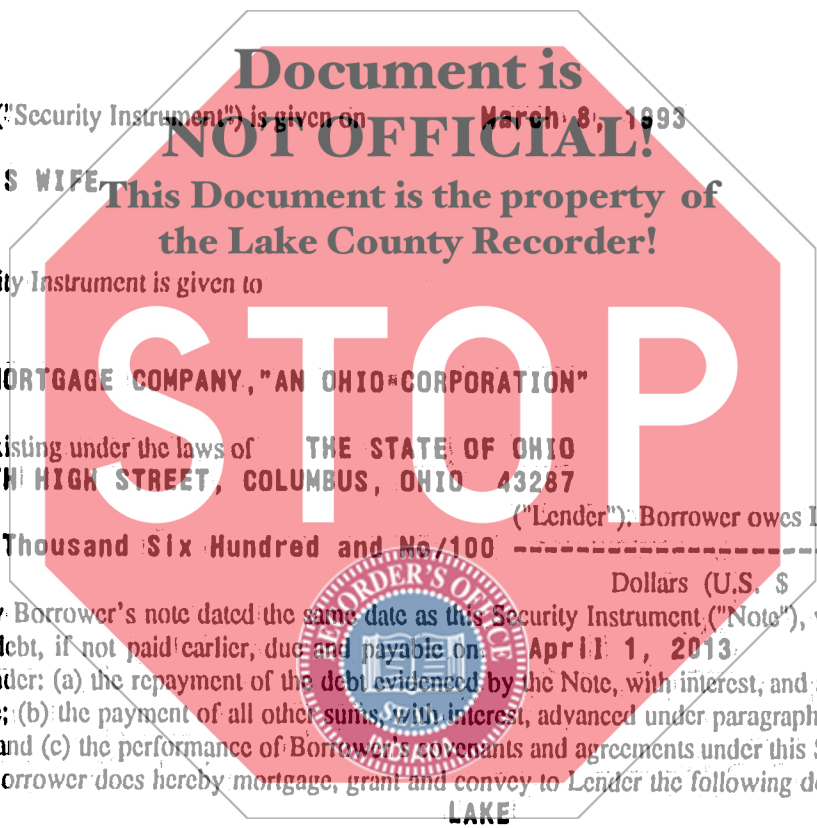 Document is
("Security Instrument") is given on March 8, 1993
NOT OFFICIAL!
S WIFE
This Document is the property of
the Lake County Recorder!
ity Instrument is given to
STOP
ORTGAGE COMPANY, "AN OHIO CORPORATION"
isting under the laws of THE STATE OF OHIO
H HIGH STREET, COLUMBUS, OHIO 43287
("Lender"). Borrower owes L
Thousand Six Hundred and No/100 ----------------------
Dollars (U.S. $
y Borrower's note dated the same date as this Security Instrument ("Note"),
debt, if not paid earlier, due and payable on April 1, 2013
der: (a) the repayment of the debt evidenced by the Note, with interest, and
; (b) the payment of all other sums, with interest, advanced under paragraph
and (c) the performance of Borrower's covenants and agreements under this S
orrower does hereby mortgage, grant and convey to Lender the following de
LAKE
RECORDER'S OFFICE